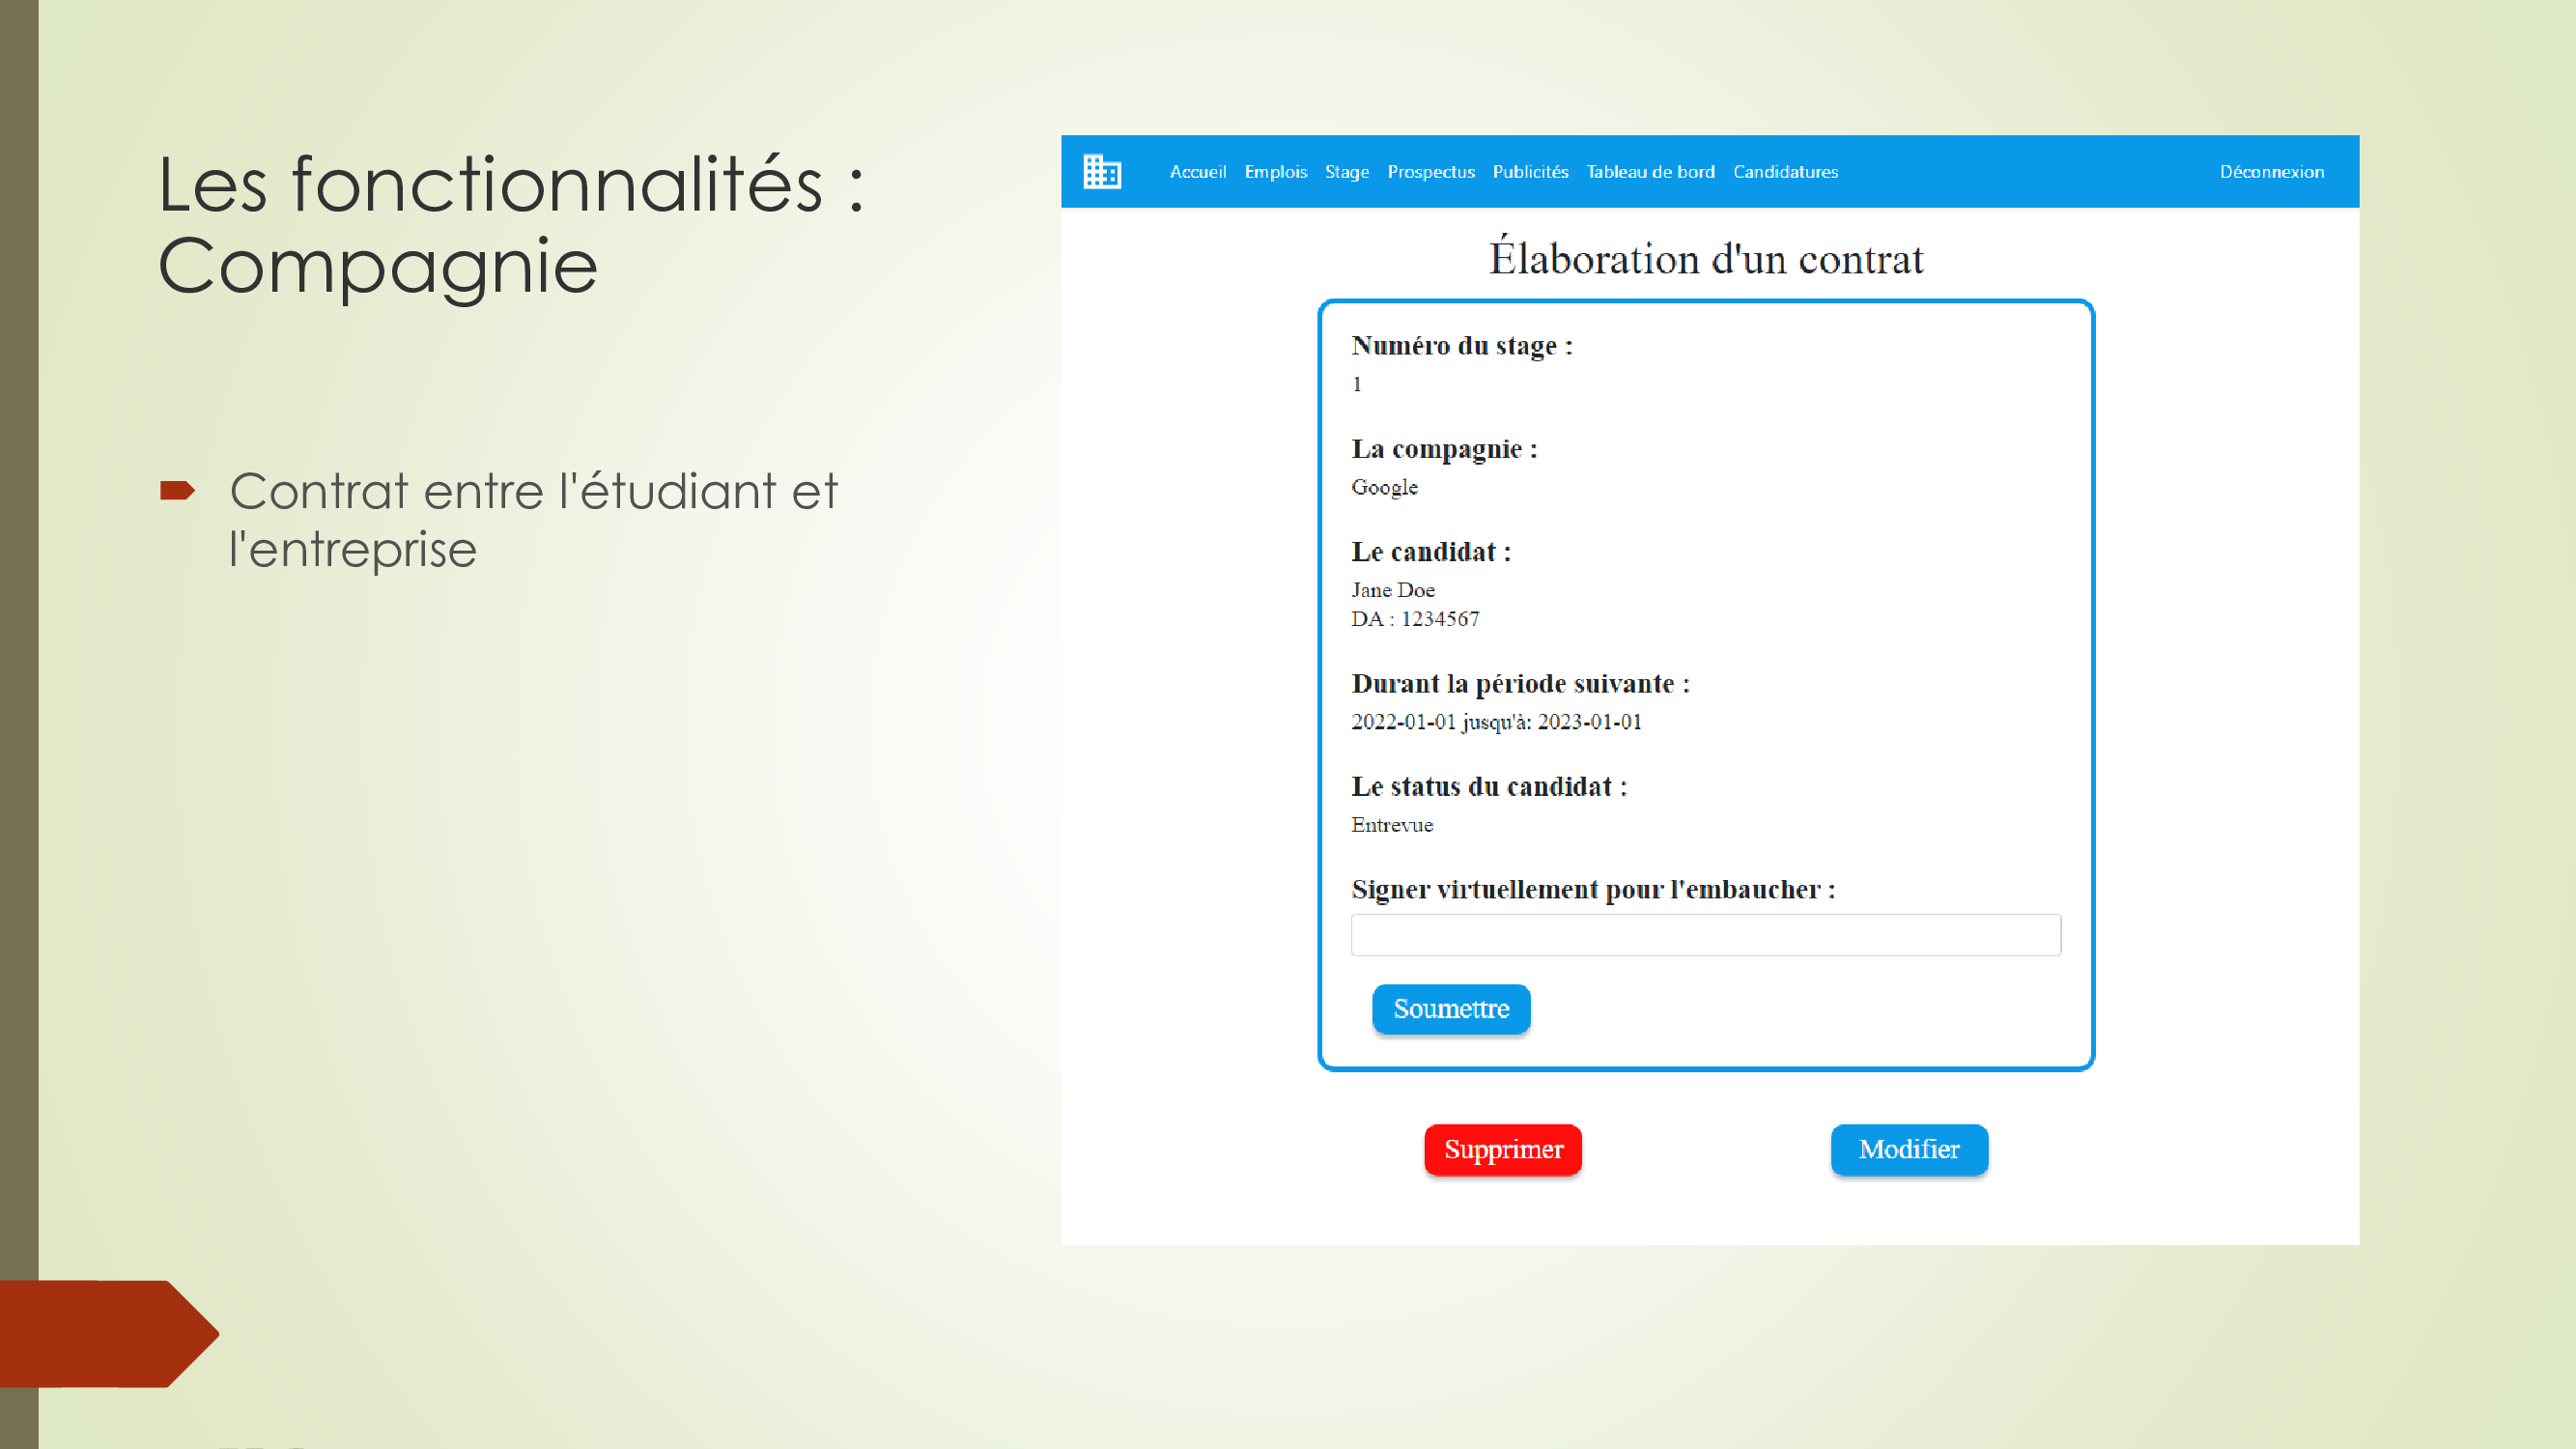 Les fonctionnalités :
Compagnie
Contrat entre l'étudiant et
l'entreprise
Accueil Emplois Stage Prospectus Publicités Tableau de bord Candidatures Déconnexion
Élaboration d'un contrat
Numéro du stage :
1
La compagnie :
Google
Le candidat :
Jane Doe
DA : 1234567
Durant la période suivante :
2022-01-01 jusqu'à: 2023-01-01
Le status du candidat :
Entrevue
Signer virtuellement pour l'embaucher :
Soumettre
Supprimer Modifier